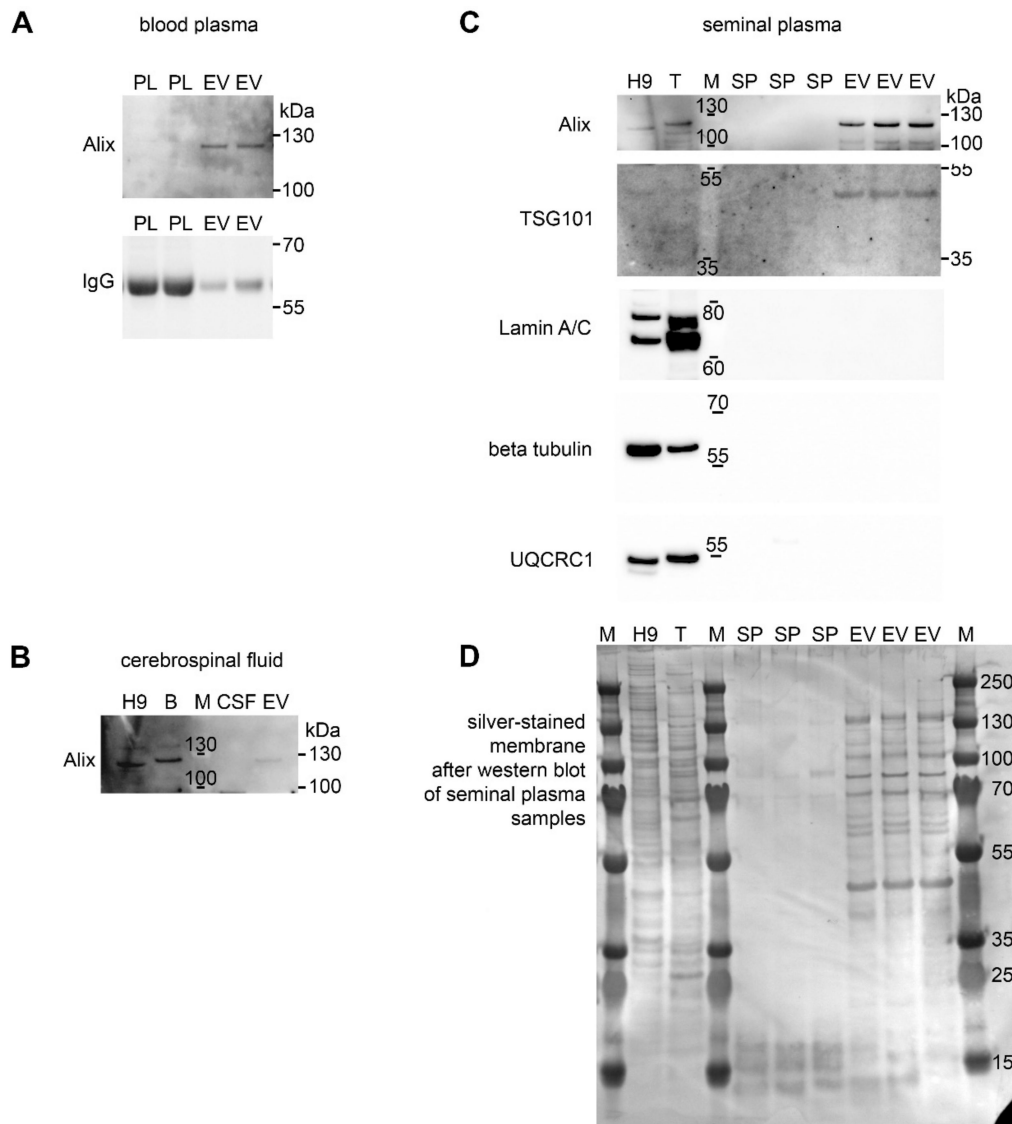 A
blood plasma
PL PL EV EV
kDa
Alix
130
100
PL PL EV EV
IgG
70
55
B
cerebrospinal fluid
H9 B M CSF EV
kDa
Alix
130
100
130
100
C
seminal plasma
H9 T M SP SP SP EV EV EV
kDa
Alix
130
100
130
100
TSG101
55
35
55
35
Lamin A/C
80
60
beta tubulin
70
55
UQCRC1
55
D
M H9 T M SP SP SP EV EV EV M
silver-stained
membrane
after western blot
of seminal plasma
samples
250
130
100
70
55
35
25
15